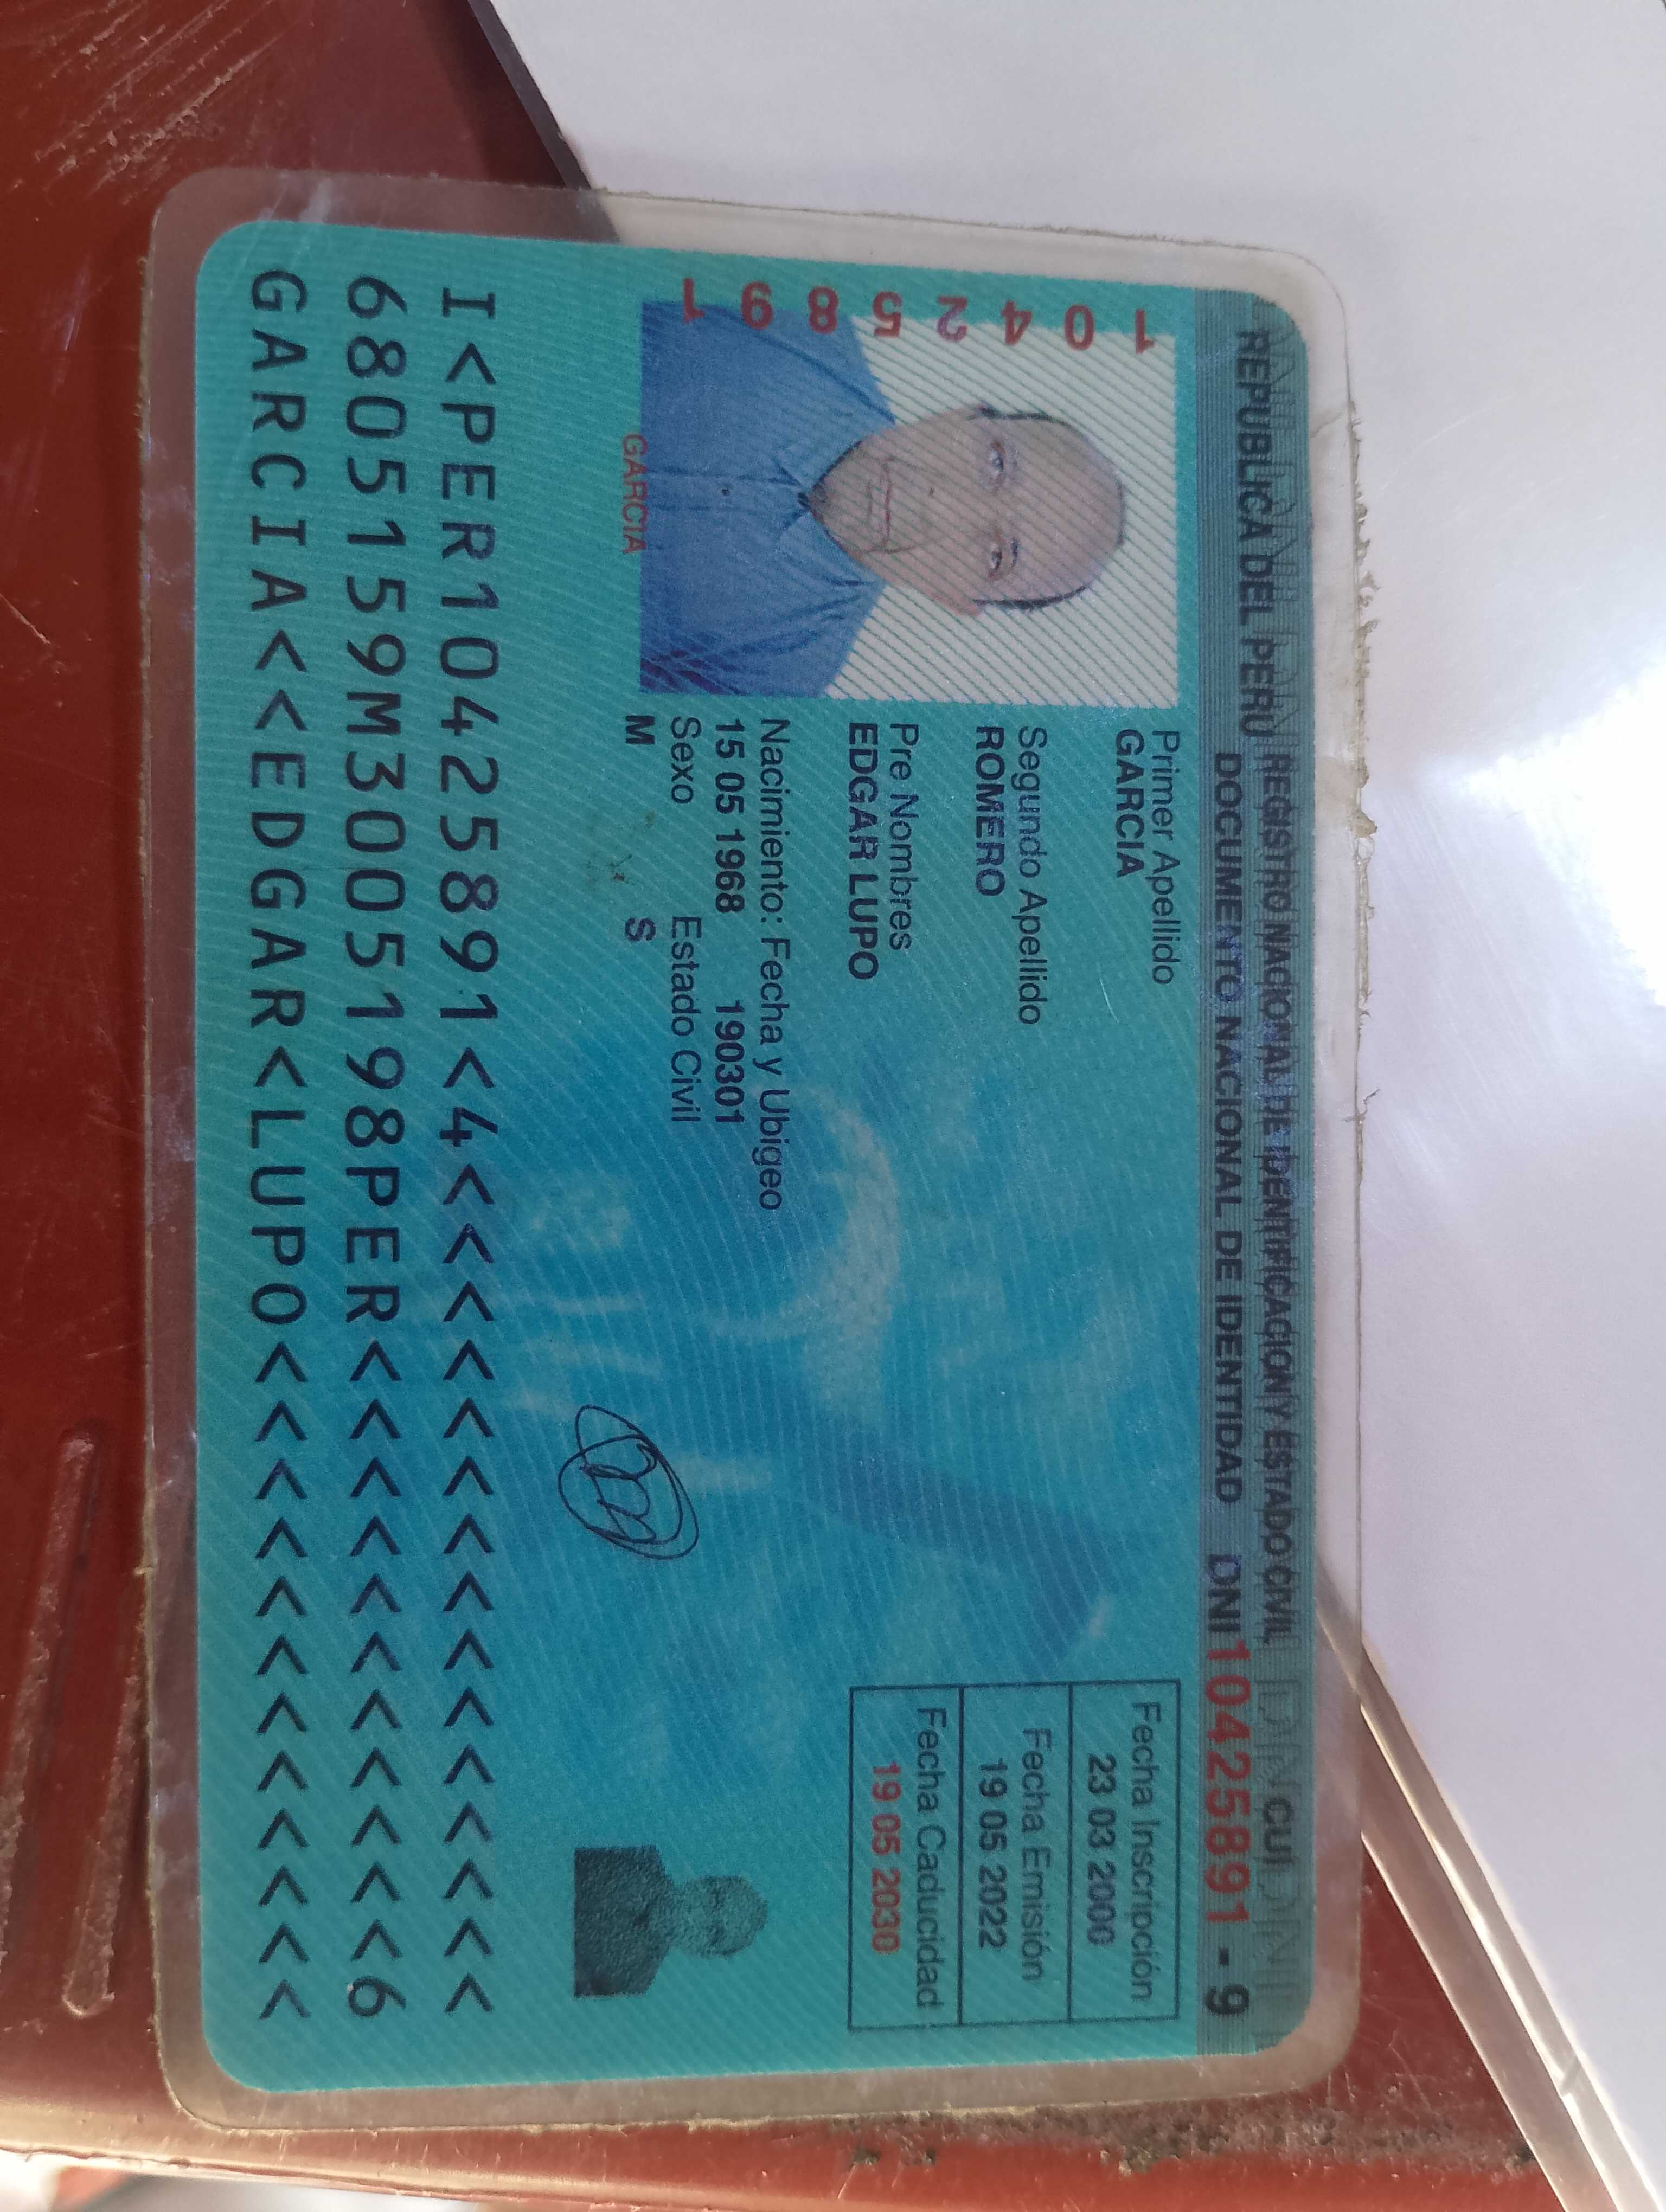 REPUBLICA DEL PERU REGISTRO NACIONAL DE IDENTIFICACION Y ESTADO CIVIL CUI
DOCUMENTO NACIONAL DE IDENTIDAD DNI 10425891 - 9
10425891
GARCIA
Primer Apellido
GARCIA
Segundo Apellido
ROMERO
Pre Nombres
EDGAR LUPO
Nacimiento: Fecha y Ubigeo
15 05 1968 190301
Sexo Estado Civil
M S
Fecha Inscripción
23 03 2000
Fecha Emisión
19 05 2022
Fecha Caducidad
19 05 2030
I<PER10425891<4<<<<<<<<<<<<<<<
6805159M3005198PER<<<<<<<<<<<6
GARCIA<<EDGAR<LUPO<<<<<<<<<<<<